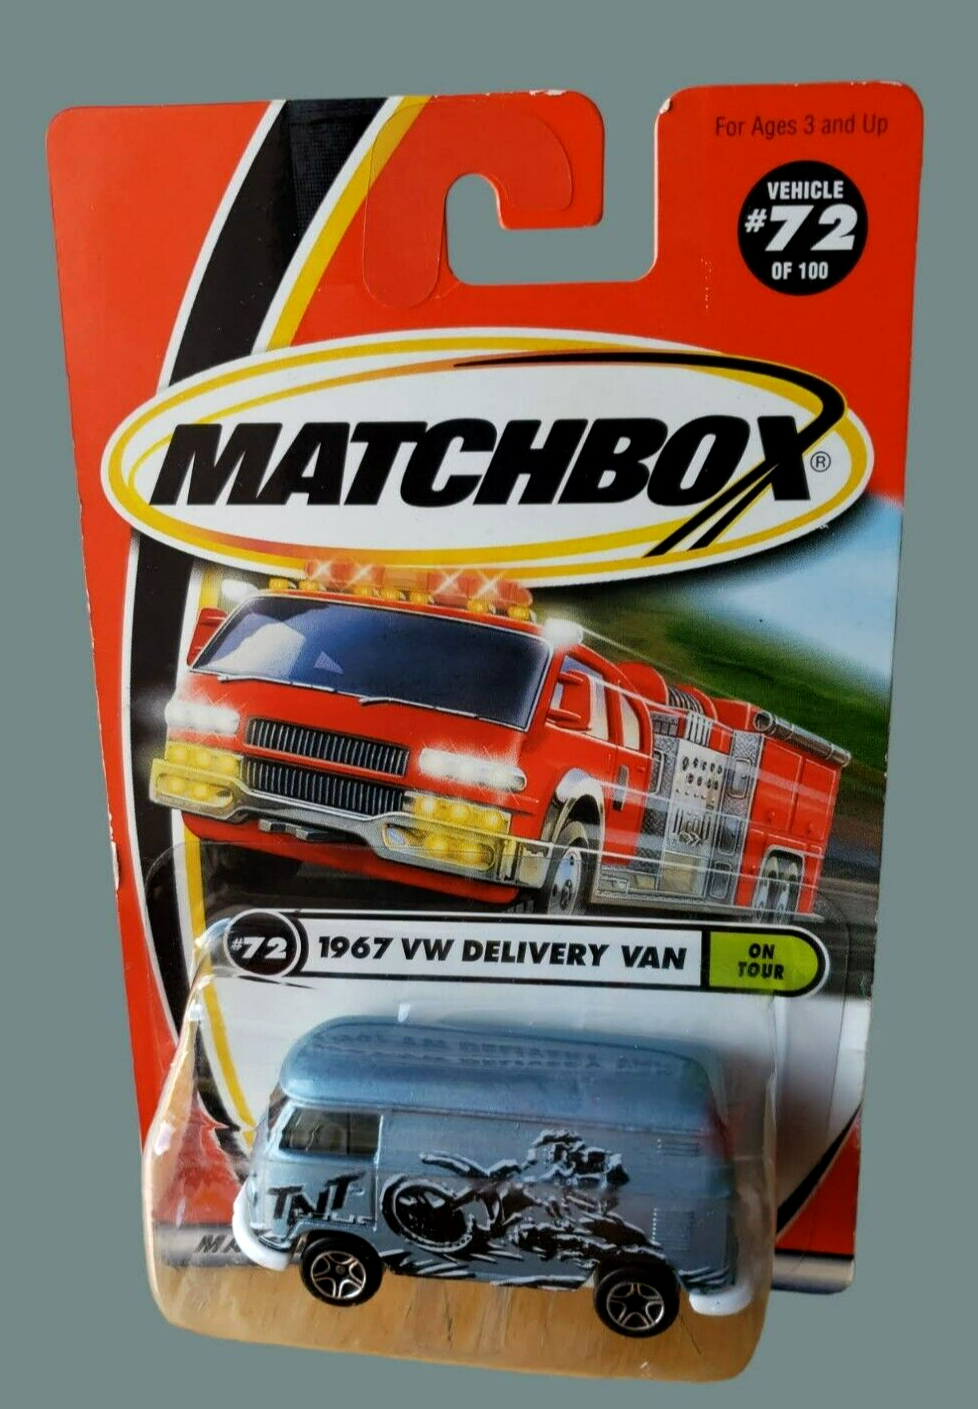 For Ages 3 and Up
VEHICLE
#72
OF 100
MATCHBOX®
#72
1967 VW DELIVERY VAN
ON
TOUR
TNT